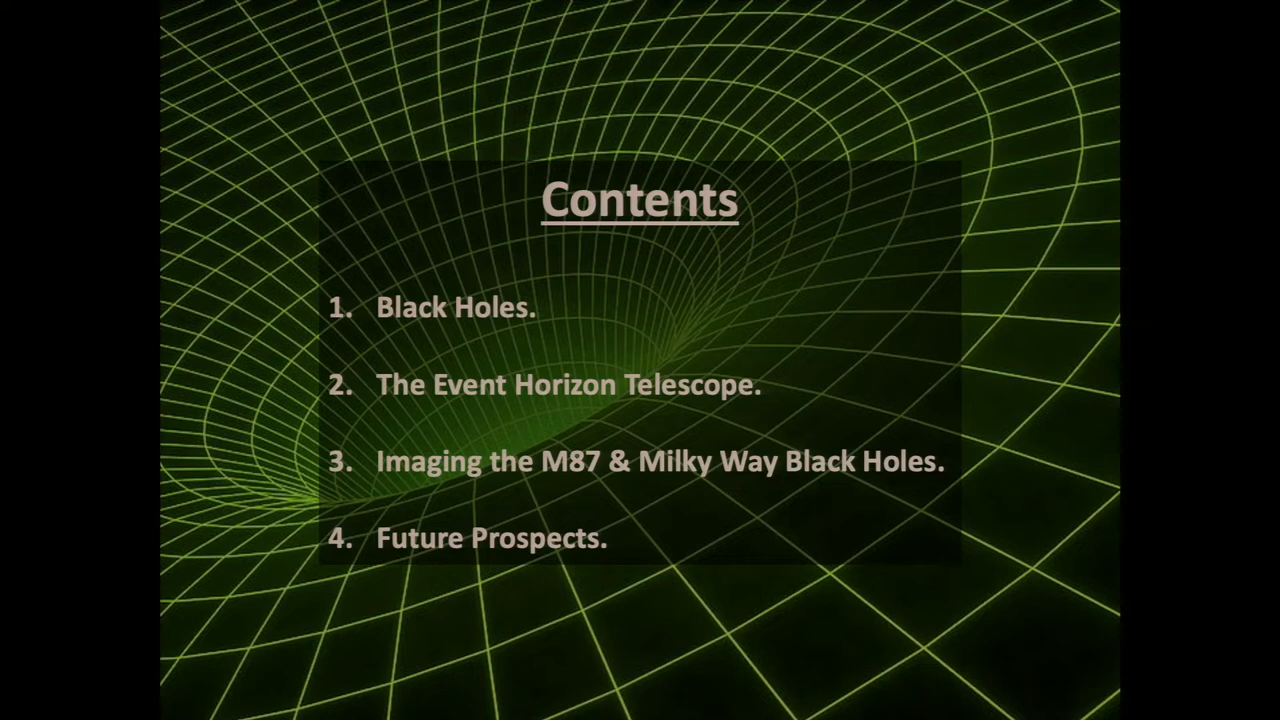 Contents
1. Black Holes.
2. The Event Horizon Telescope.
3. Imaging the M87 & Milky Way Black Holes.
4. Future Prospects.